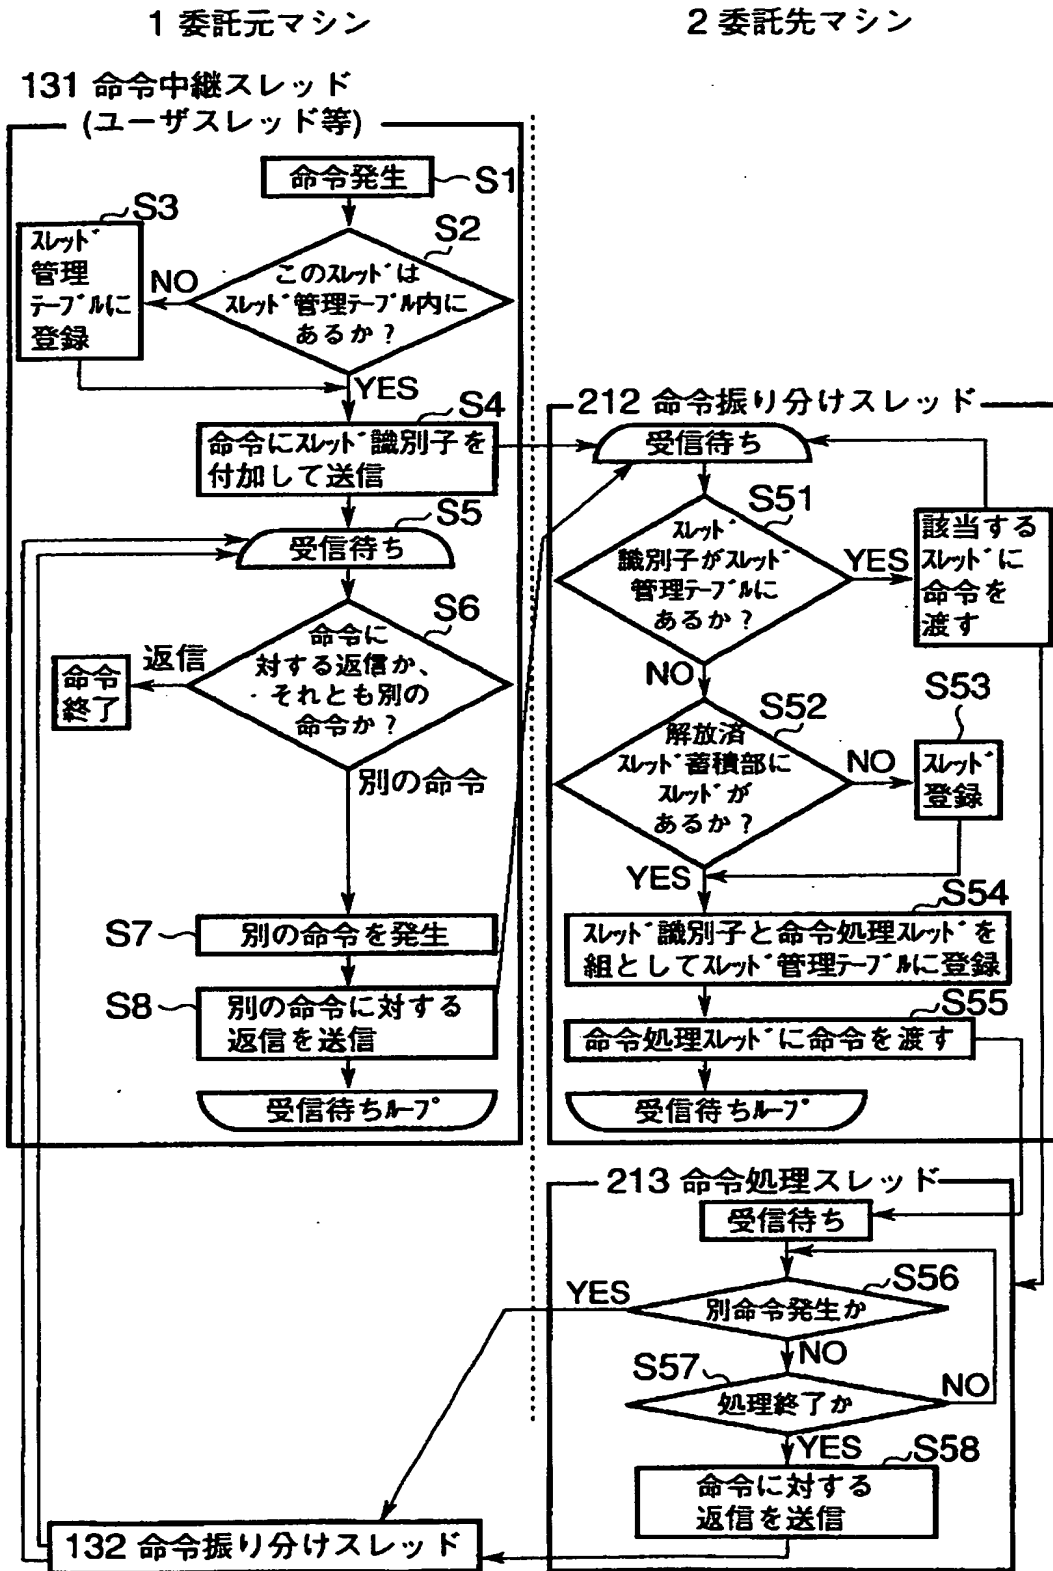 1 委託元マシン
2 委託先マシン
131 命令中継スレッド
(ユーザスレッド等)
命令発生
S1
S3
スレッド
管理
テーブルに
登録
S2
このスレッドは
スレッド管理テーブル内に
あるか？
NO
YES
S4
命令にスレッド識別子を
付加して送信
S5
受信待ち
S6
命令に
対する返信か、
それとも別の
命令か？
返信
命令
終了
別の命令
S7
別の命令を発生
S8
別の命令に対する
返信を送信
受信待ちループ
212 命令振り分けスレッド
受信待ち
S51
スレッド
識別子がスレッド
管理テーブルに
あるか？
YES
該当する
スレッドに
命令を
渡す
NO
S52
解放済
スレッド蓄積部に
スレッドが
あるか？
NO
S53
スレッド
登録
YES
S54
スレッド識別子と命令処理スレッドを
組としてスレッド管理テーブルに登録
S55
命令処理スレッドに命令を渡す
受信待ちループ
213 命令処理スレッド
受信待ち
S56
別命令発生か
YES
NO
S57
処理終了か
NO
YES
S58
命令に対する
返信を送信
132 命令振り分けスレッド